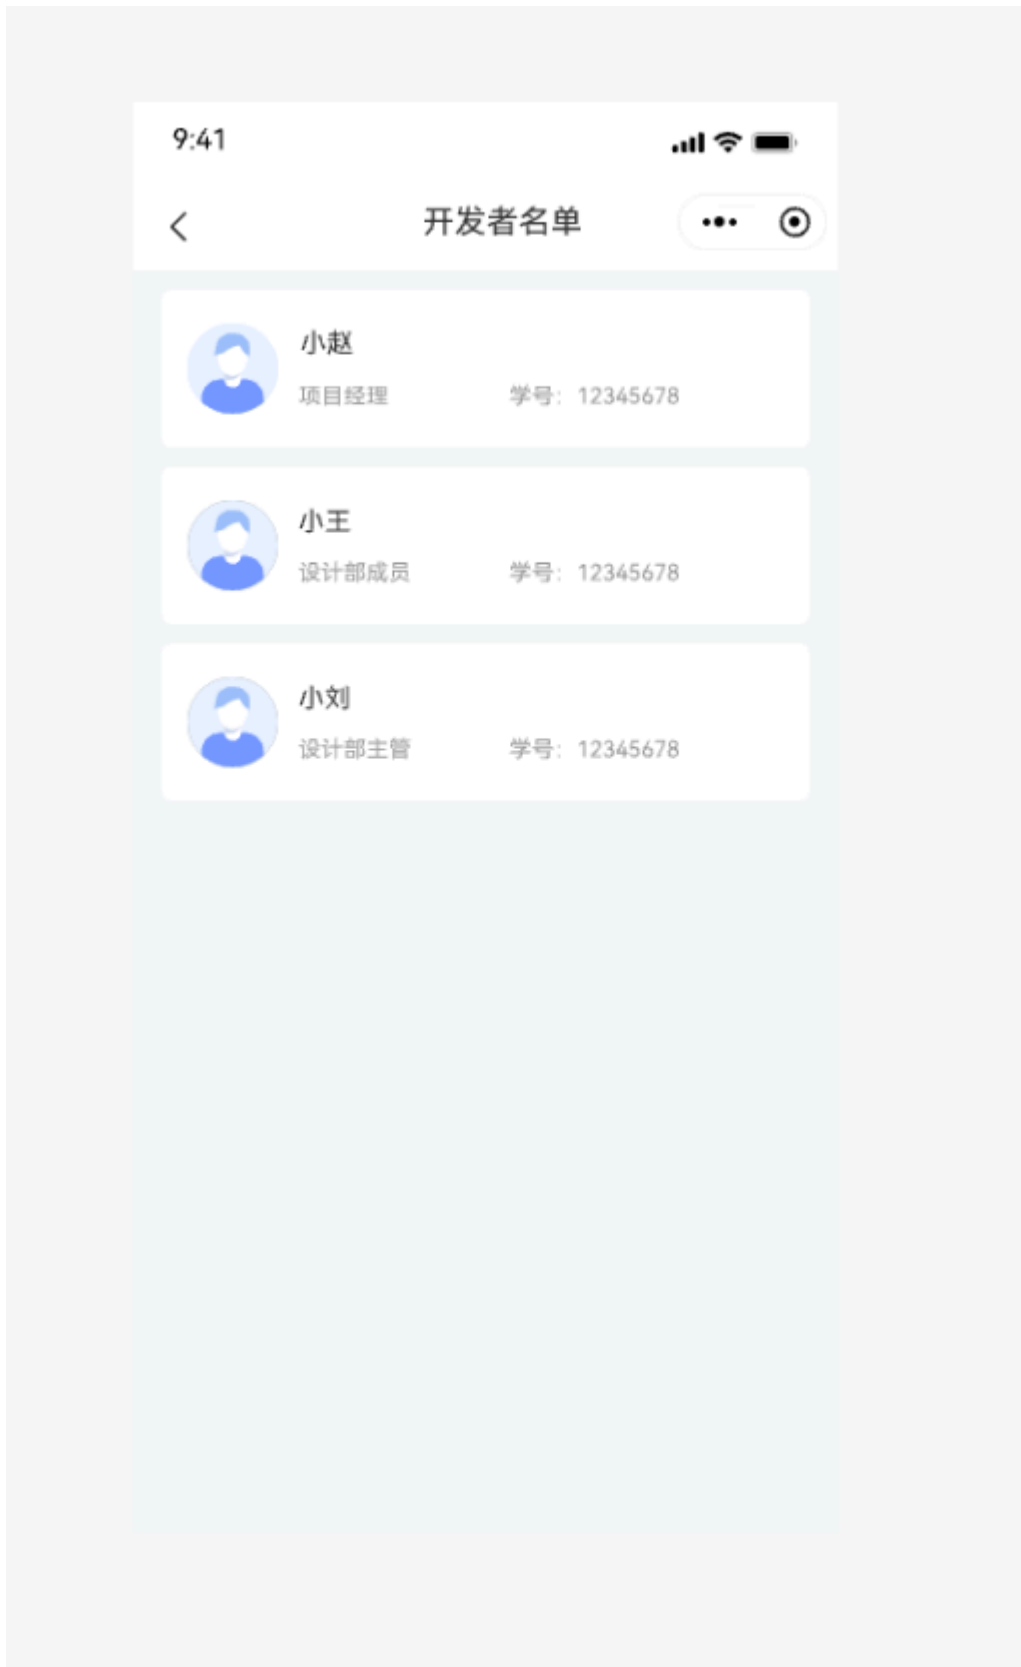 9:41
开发者名单
小赵
项目经理 学号：12345678
小王
设计部成员 学号：12345678
小刘
设计部主管 学号：12345678